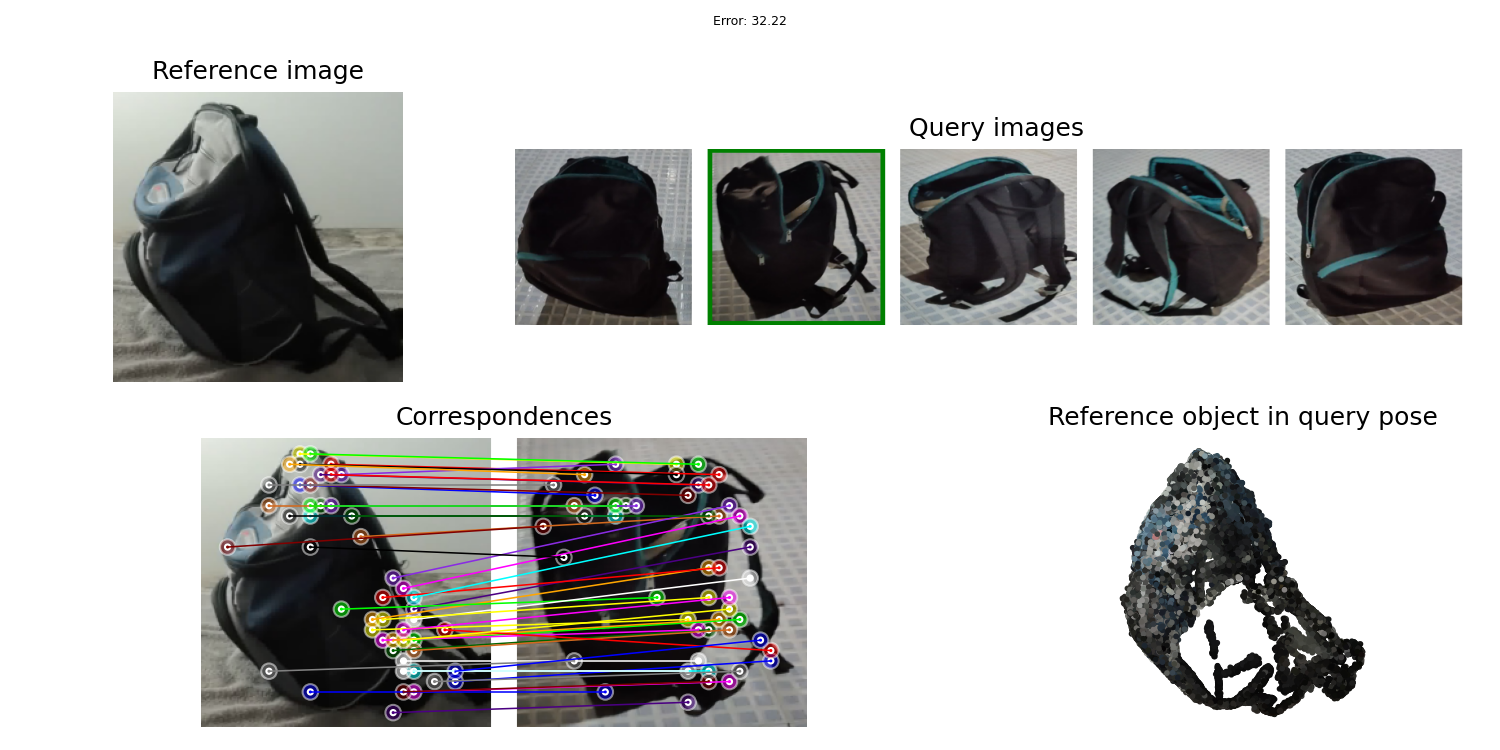 Error: 32.22
Reference image
Query images
Correspondences
Reference object in query pose